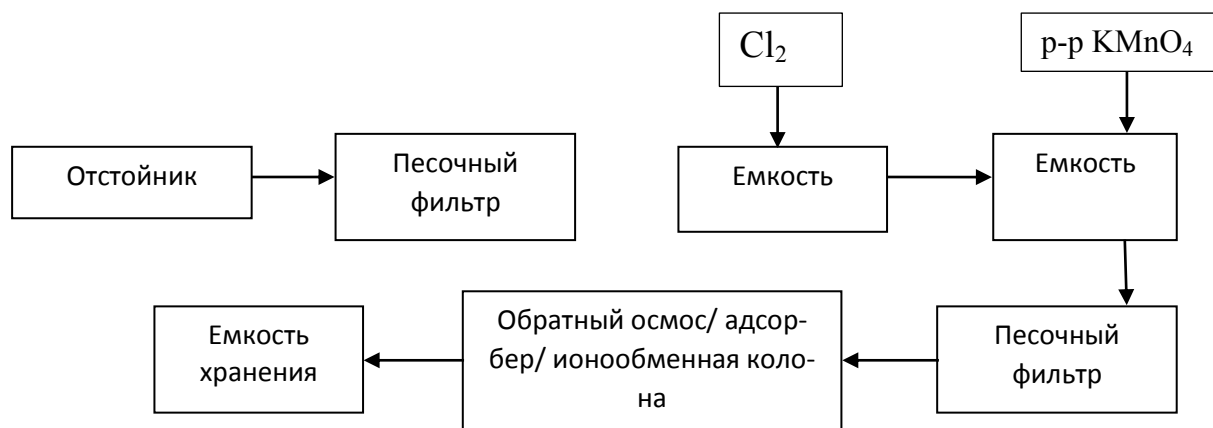 Cl₂
р-р KMnO₄
Отстойник
Песочный
фильтр
Емкость
Емкость
Емкость
хранения
Обратный осмос/ адсор-
бер/ ионообменная коло-
на
Песочный
фильтр